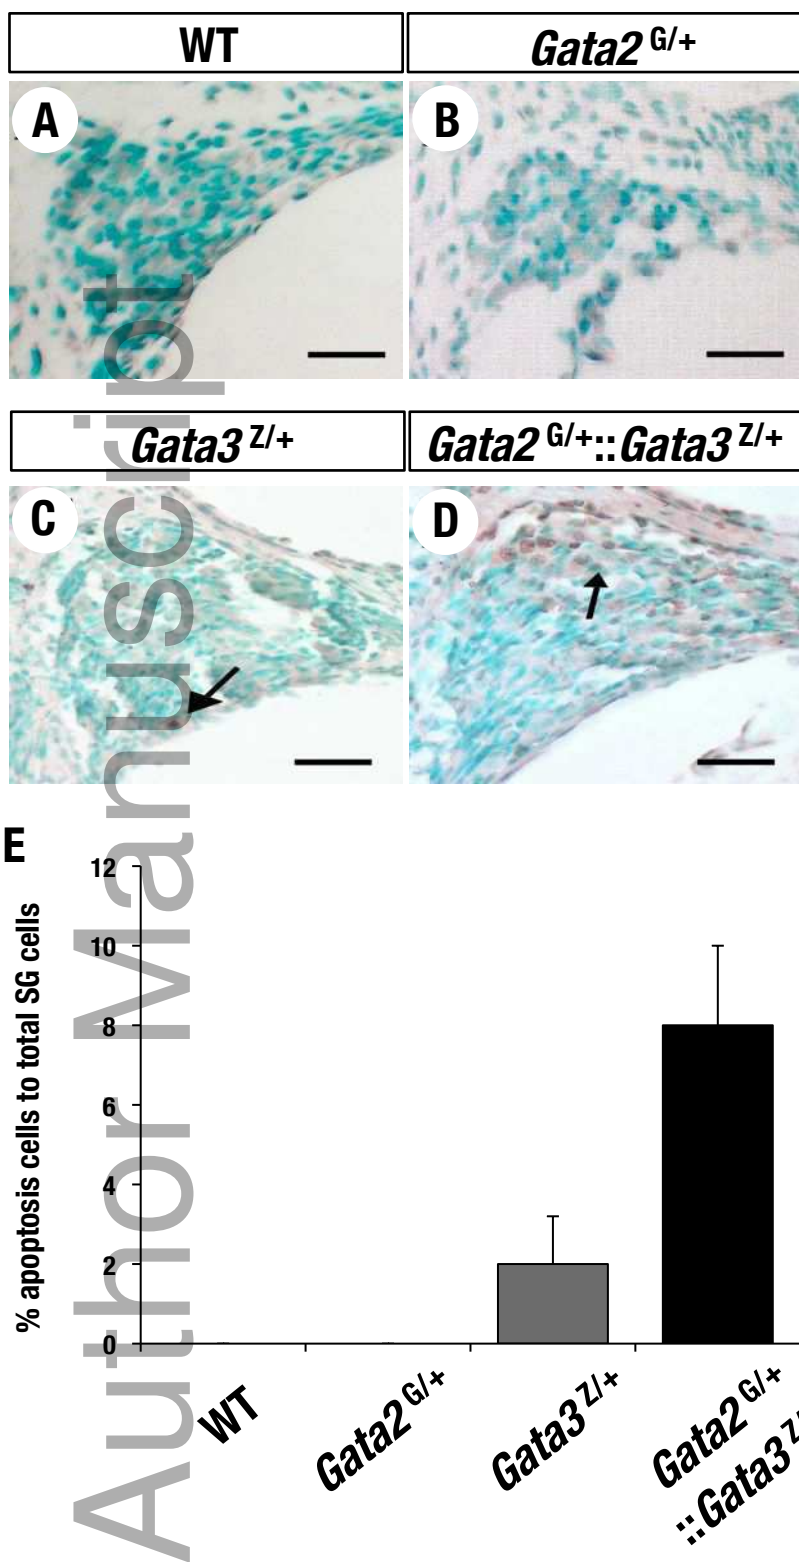 WT
Gata2 G/+
A
B
Gata3 Z/+
Gata2 G/+::Gata3 Z/+
C
D
E
% apoptosis cells to total SG cells
12
10
8
6
4
2
0
WT
Gata2 G/+
Gata3 Z/+
Gata2 G/+
::Gata3 Z/
Author Manuscript